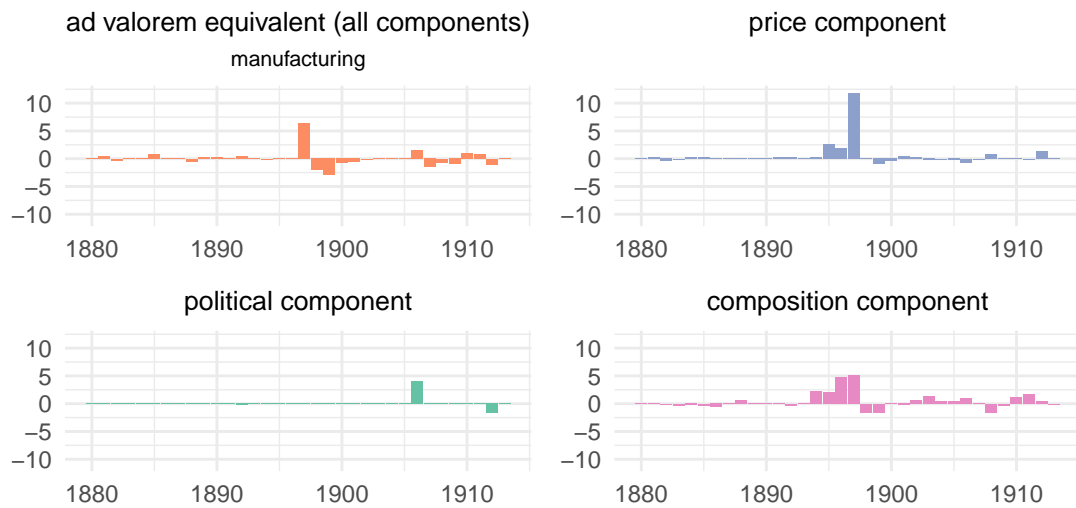 ad valorem equivalent (all components)
manufacturing
10
5
0
−5
−10
1880 1890 1900 1910
price component
10
5
0
−5
−10
1880 1890 1900 1910
political component
10
5
0
−5
−10
1880 1890 1900 1910
composition component
10
5
0
−5
−10
1880 1890 1900 1910